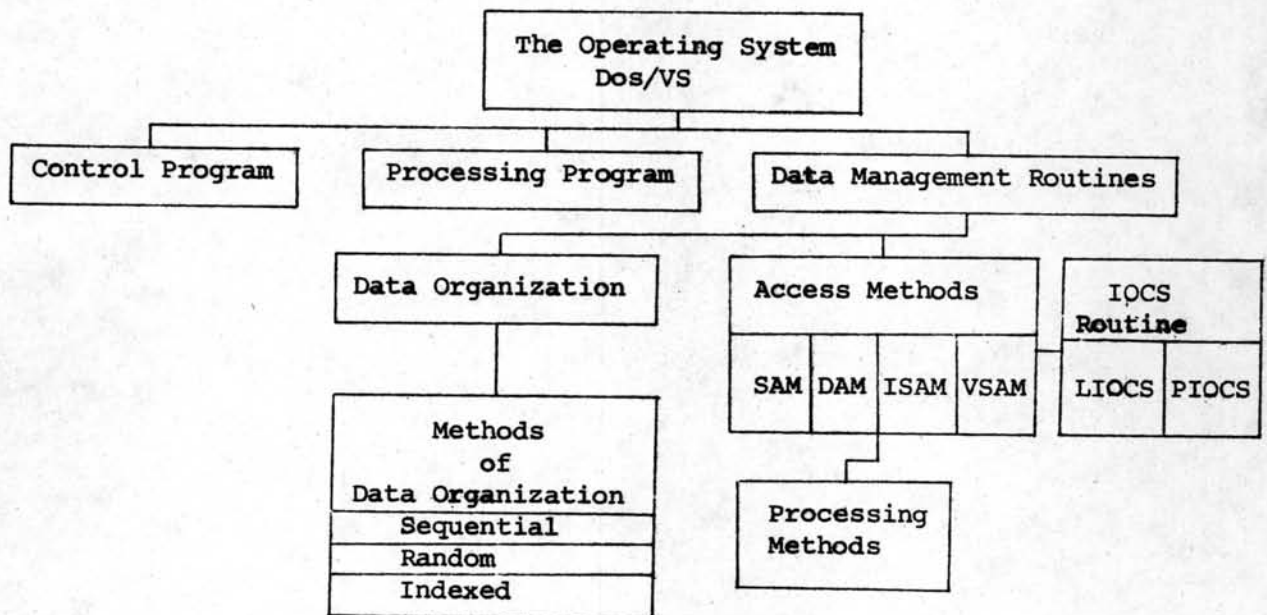 The Operating System
Dos/VS
Control Program
Processing Program
Data Management Routines
Data Organization
Access Methods
SAM
DAM
ISAM
VSAM
IOCS
Routine
LIOCS
PIOCS
Methods
of
Data Organization
Sequential
Random
Indexed
Processing
Methods